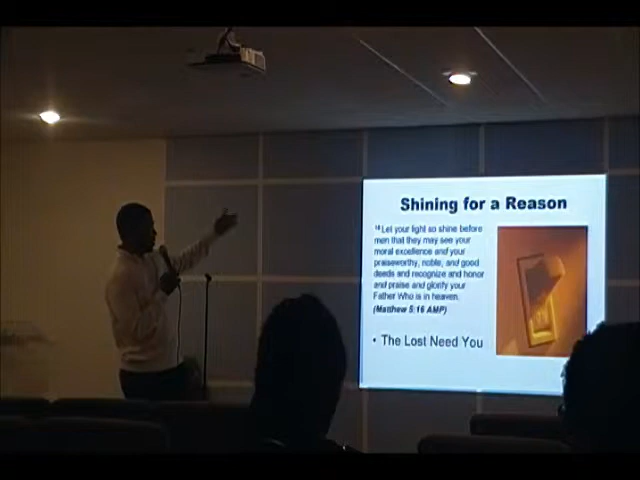 Shining for a Reason
16 Let your light so shine before
men that they may see your
moral excellence and your
praiseworthy, noble, and good
deeds and recognize and honor
and praise and glorify your
Father Who is in heaven.
(Matthew 5:16 AMP)
• The Lost Need You